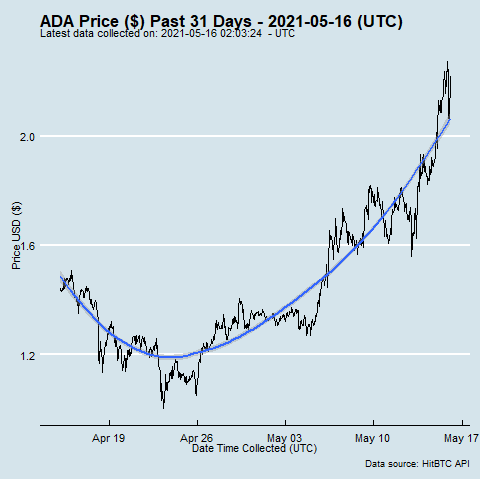 ADA Price ($) Past 31 Days - 2021-05-16 (UTC)
Latest data collected on: 2021-05-16 02:03:24 - UTC
Price USD ($)
2.0
1.6
1.2
Apr 19 Apr 26 May 03 May 10 May 17
Date Time Collected (UTC)
Data source: HitBTC API